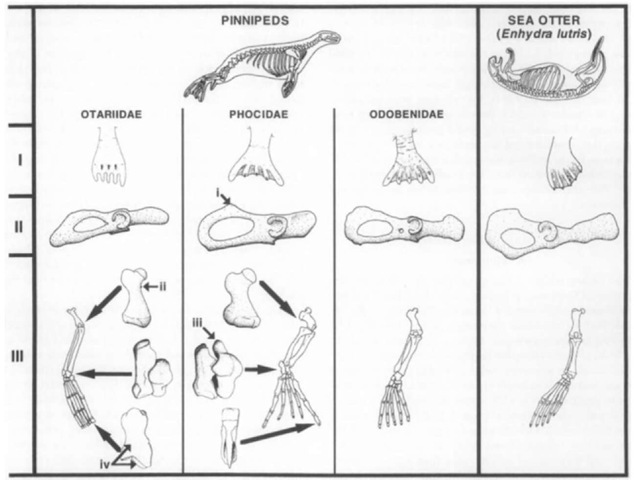 PINNIPEDS
SEA OTTER
(Enhydra lutris)
OTARIIDAE
PHOCIDAE
ODOBENIDAE
I
i
II
ii
iii
III
iv